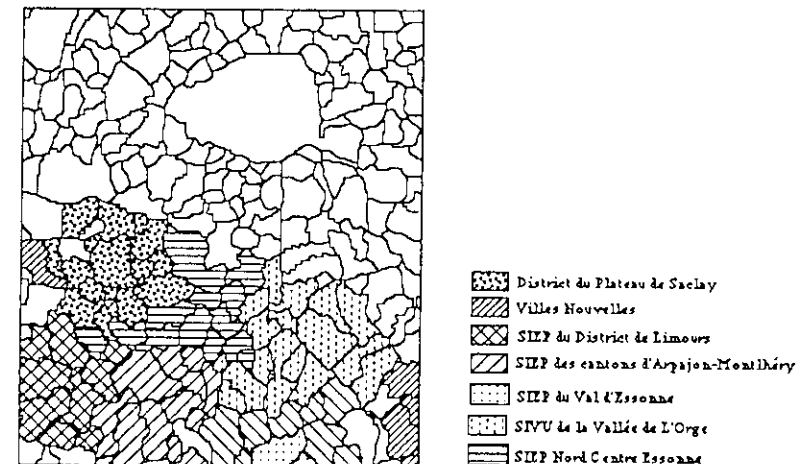 District du Plateau de Saclay
Villes Nouvelles
SIEP du District de Limours
SIEP des cantons d'Arpajon-Montlhéry
SIEP du Val d'Essonne
SIVU de la Vallée de L'Orge
SIEP Nord Centre Essonne